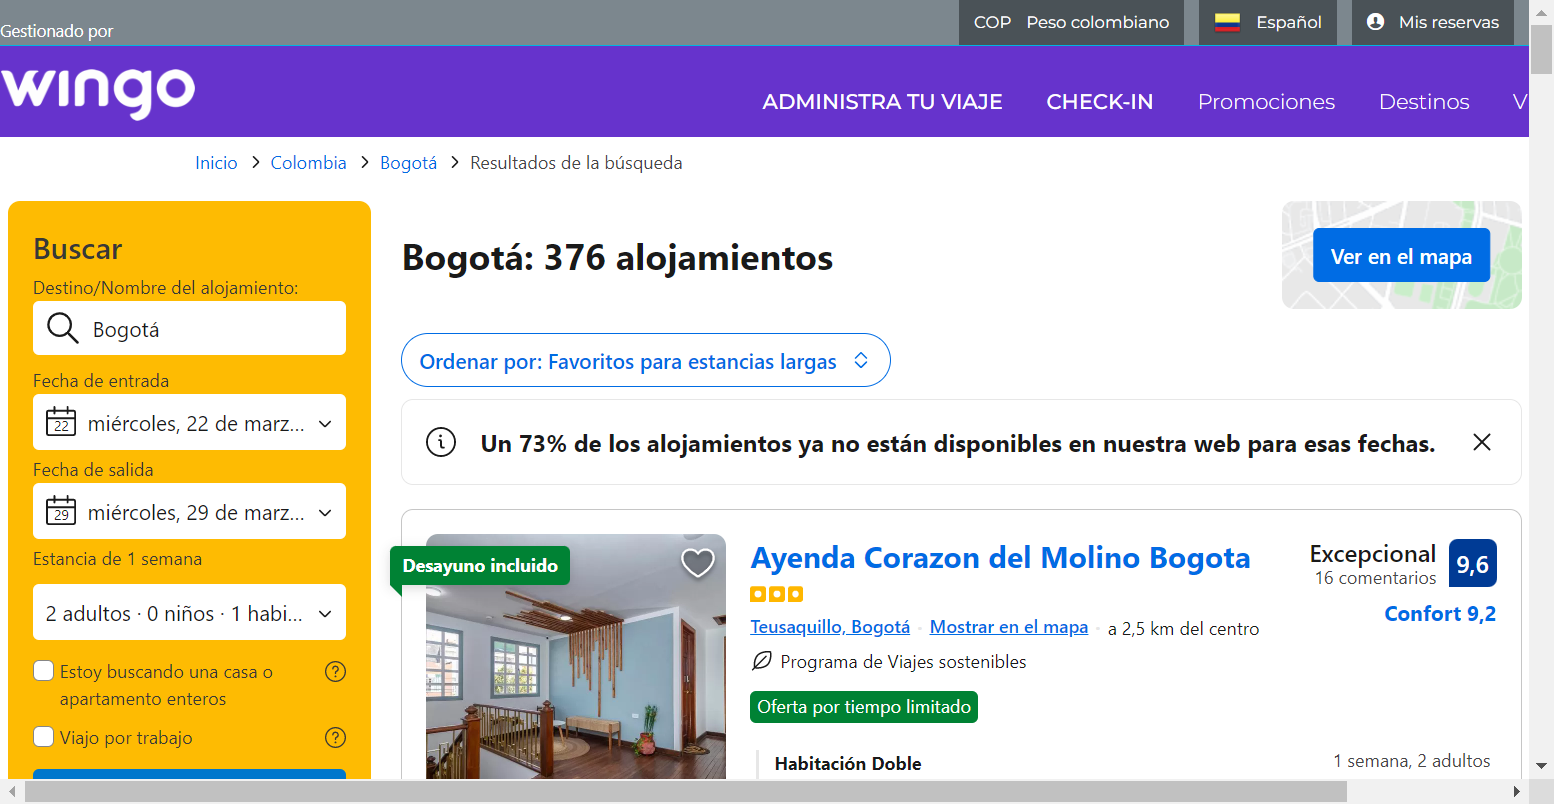 Gestionado por
COP Peso colombiano
Español
Mis reservas
wingo
ADMINISTRA TU VIAJE
CHECK-IN
Promociones
Destinos
V
Inicio
Colombia
Bogotá
Resultados de la búsqueda
Buscar
Destino/Nombre del alojamiento:
Bogotá
Fecha de entrada
22
miércoles, 22 de marz...
Fecha de salida
29
miércoles, 29 de marz...
Estancia de 1 semana
2 adultos · 0 niños · 1 habi...
Estoy buscando una casa o
apartamento enteros
Viajo por trabajo
Bogotá: 376 alojamientos
Ver en el mapa
Ordenar por: Favoritos para estancias largas
Un 73% de los alojamientos ya no están disponibles en nuestra web para esas fechas.
Desayuno incluido
Ayenda Corazon del Molino Bogota
Excepcional
16 comentarios
9,6
Confort 9,2
Teusaquillo, Bogotá
Mostrar en el mapa
a 2,5 km del centro
Programa de Viajes sostenibles
Oferta por tiempo limitado
Habitación Doble
1 semana, 2 adultos